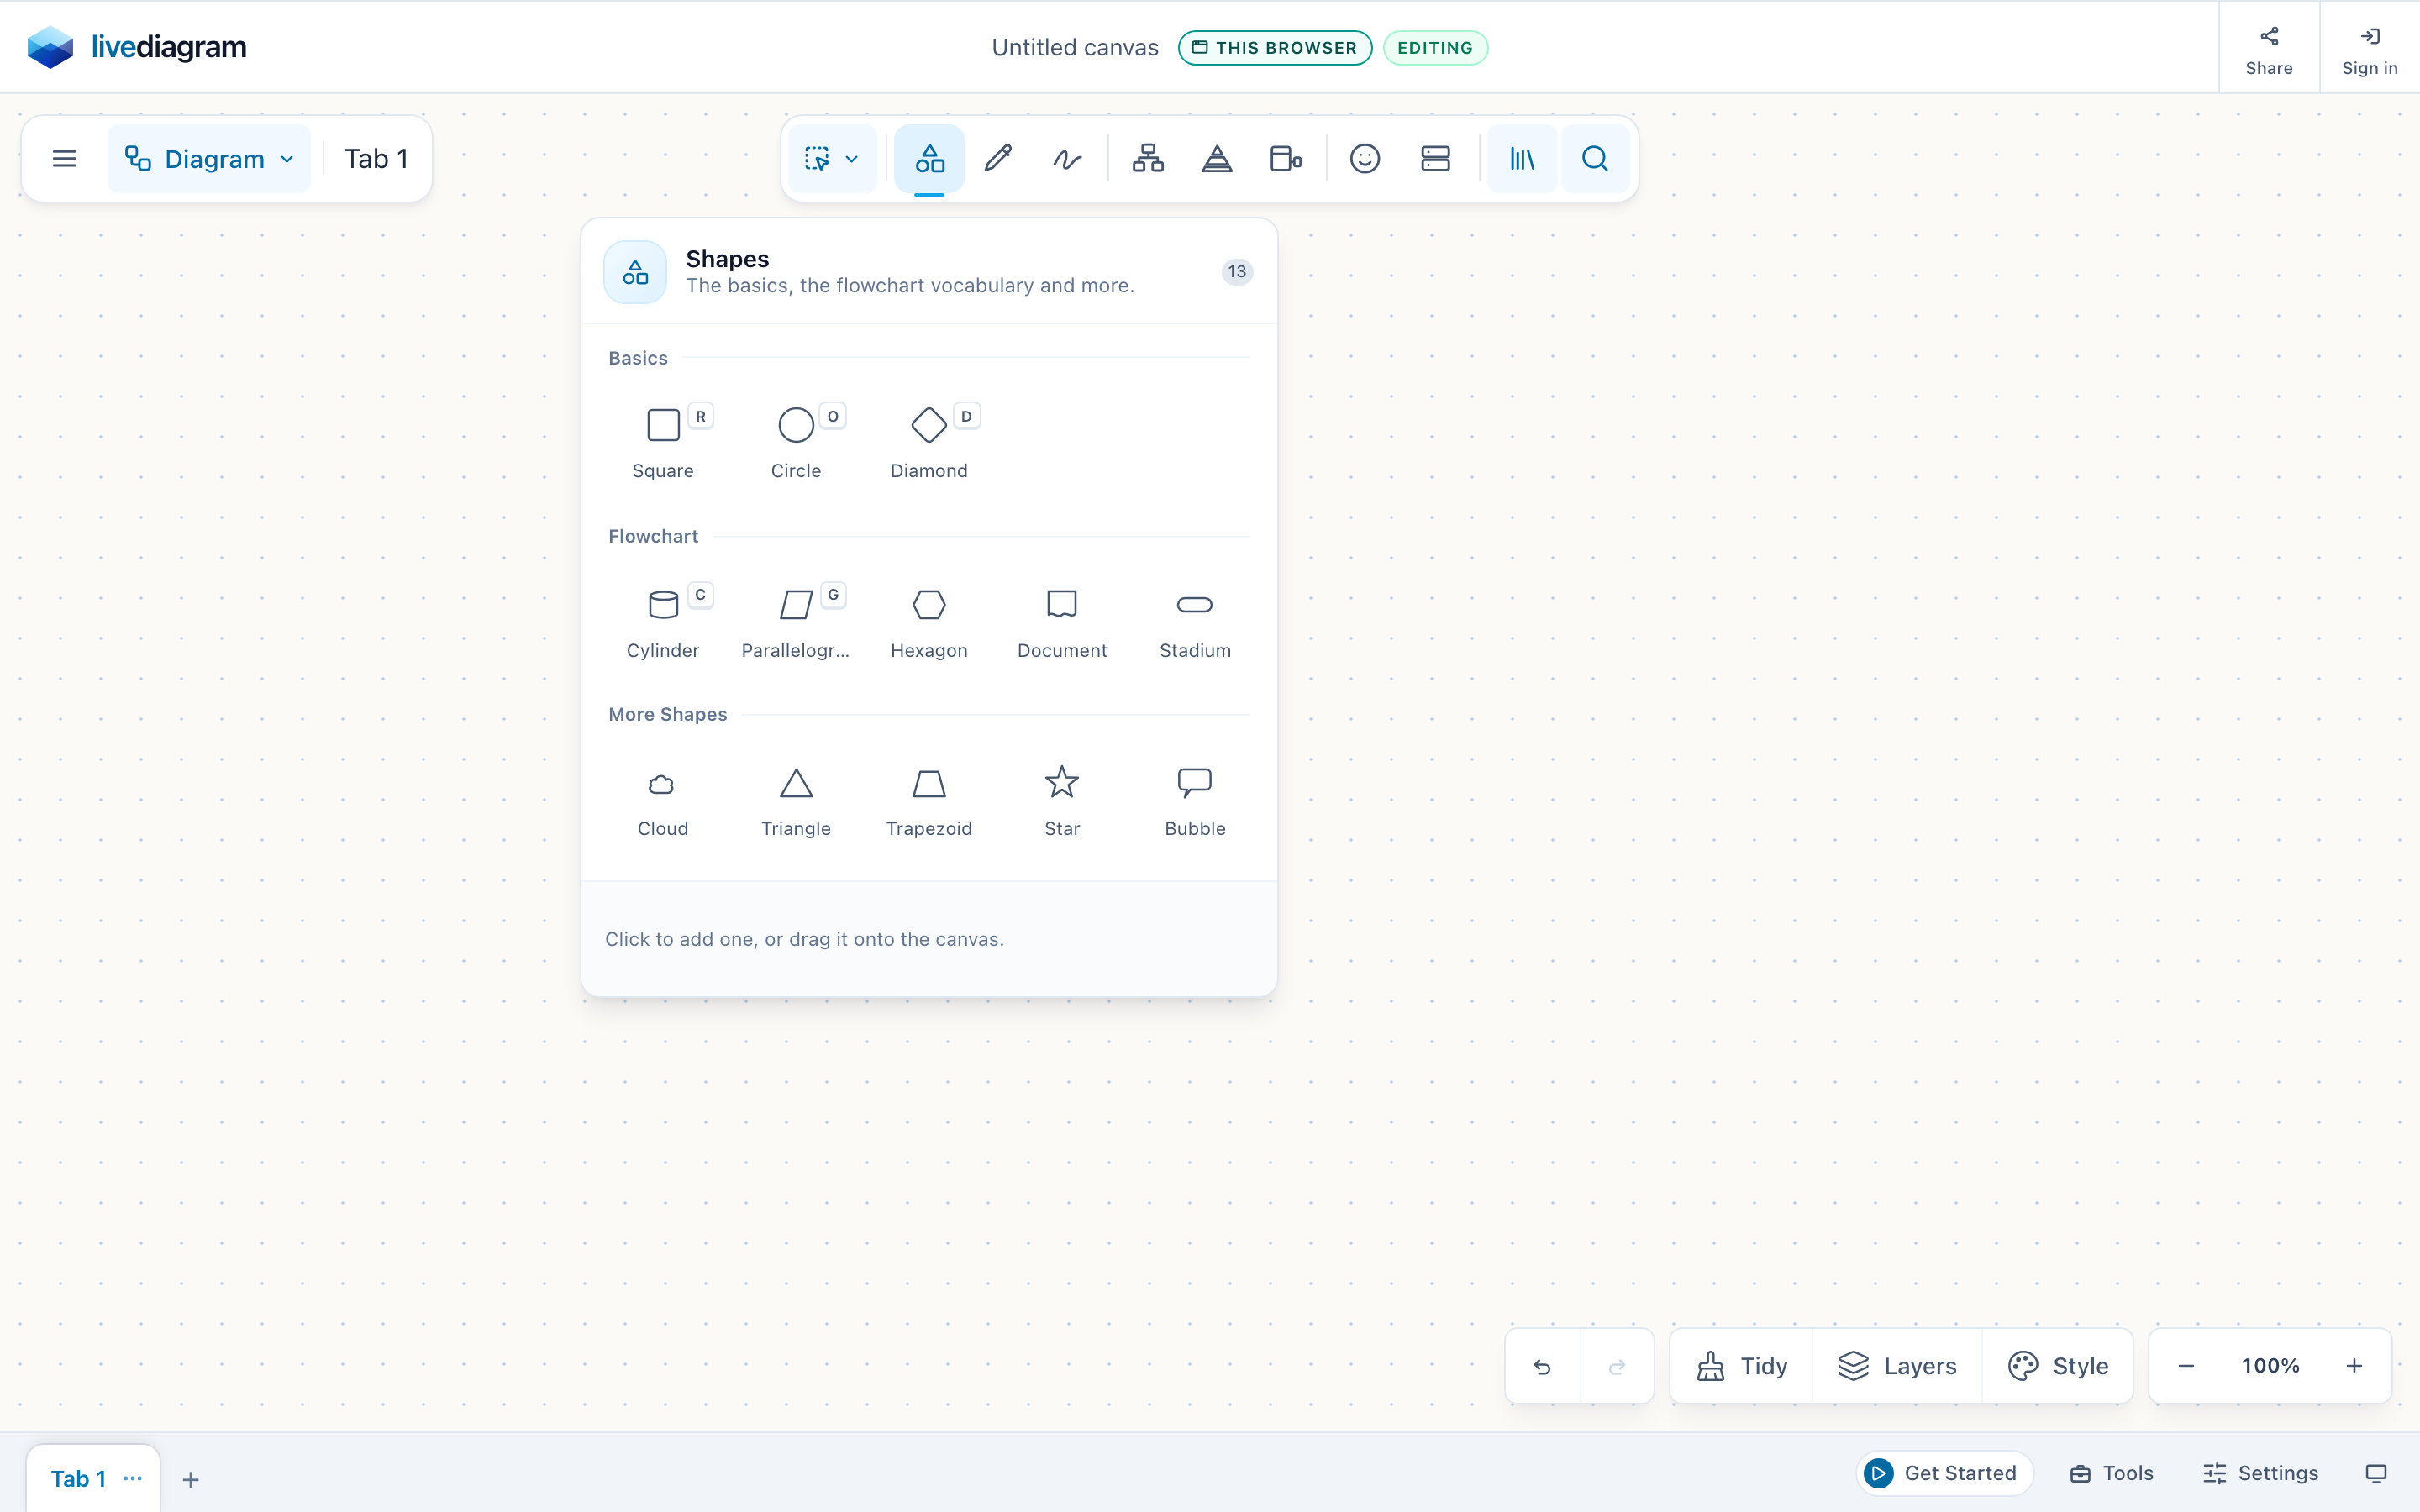 livediagram
Untitled canvas
THIS BROWSER
EDITING
Share
Sign in
Diagram
Tab 1
Shapes
The basics, the flowchart vocabulary and more.
13
Basics
R
O
D
Square
Circle
Diamond
Flowchart
C
G
Cylinder
Parallelogr...
Hexagon
Document
Stadium
More Shapes
Cloud
Triangle
Trapezoid
Star
Bubble
Click to add one, or drag it onto the canvas.
Tidy
Layers
Style
100%
Tab 1
Get Started
Tools
Settings